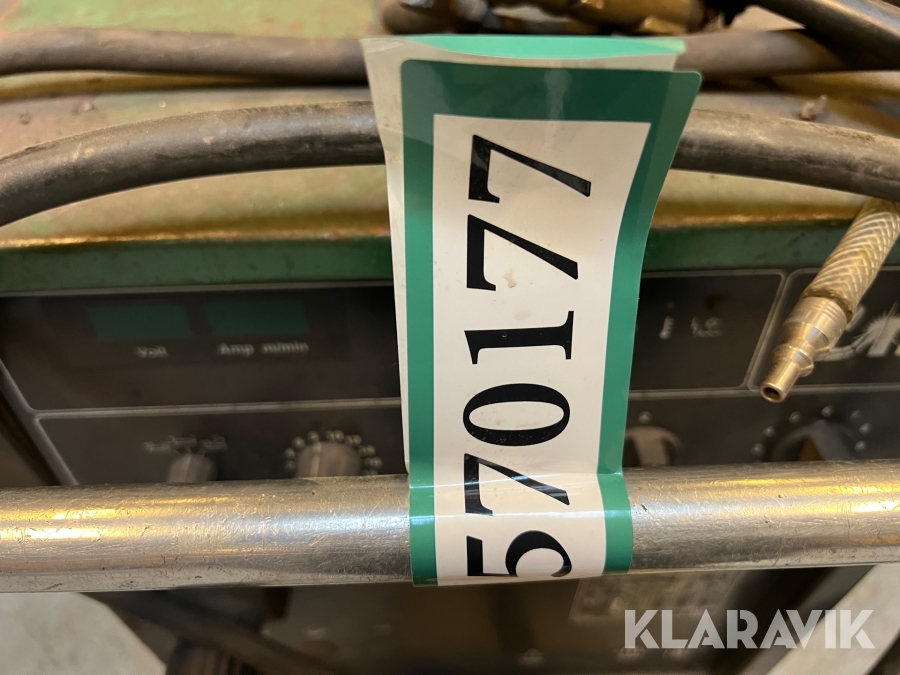 570177
Volt
Amp m/min
KLARAVIK